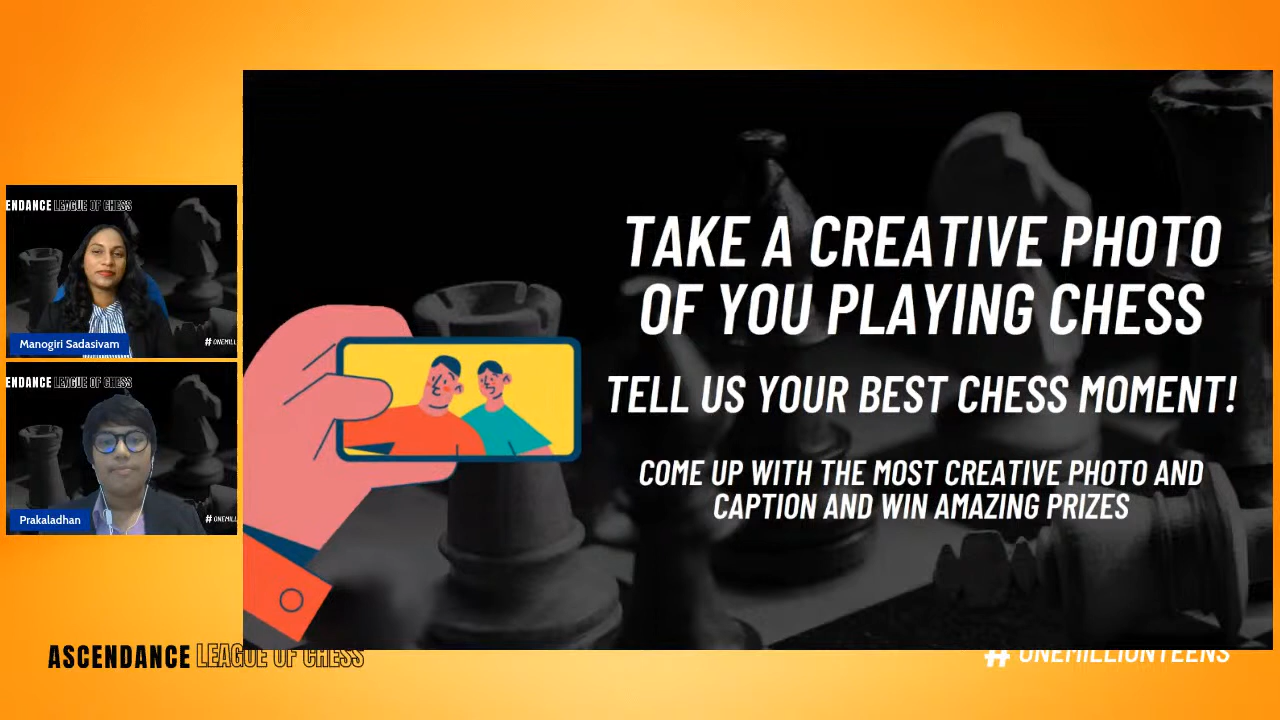 ENDANCE LEAGUE OF CHESS
Manogiri Sadasivam
# ONEMILL
ENDANCE LEAGUE OF CHESS
Prakaladhan
# ONEMILL
TAKE A CREATIVE PHOTO
OF YOU PLAYING CHESS
TELL US YOUR BEST CHESS MOMENT!
COME UP WITH THE MOST CREATIVE PHOTO AND
CAPTION AND WIN AMAZING PRIZES
ASCENDANCE LEAGUE OF CHESS
# ONEMILLIONTEENS